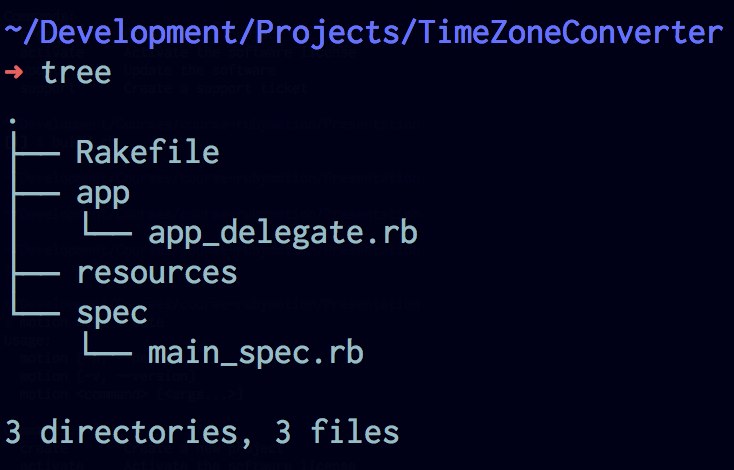 ~/Development/Projects/TimeZoneConverter
→ tree
.
├── Rakefile
├── app
│   └── app_delegate.rb
├── resources
└── spec
    └── main_spec.rb
3 directories, 3 files